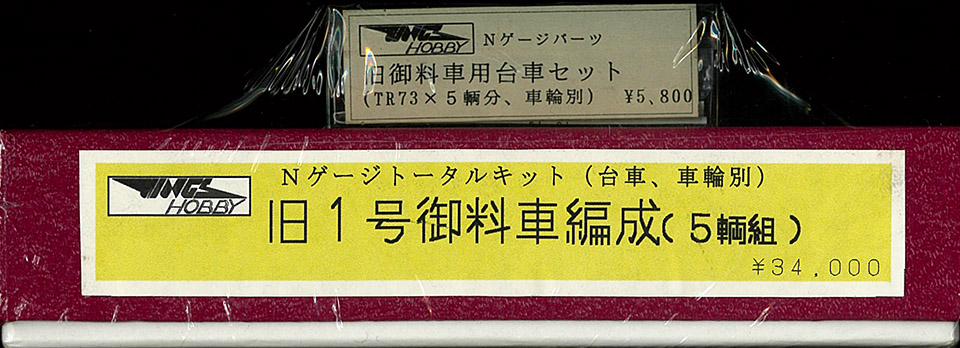 WINGS HOBBY Nゲージパーツ
旧御料車用台車セット
(TR73×5輌分、車輪別) ¥5,800
WINGS HOBBY Nゲージトータルキット (台車、車輪別)
旧1号御料車編成(5輌組)
¥34,000